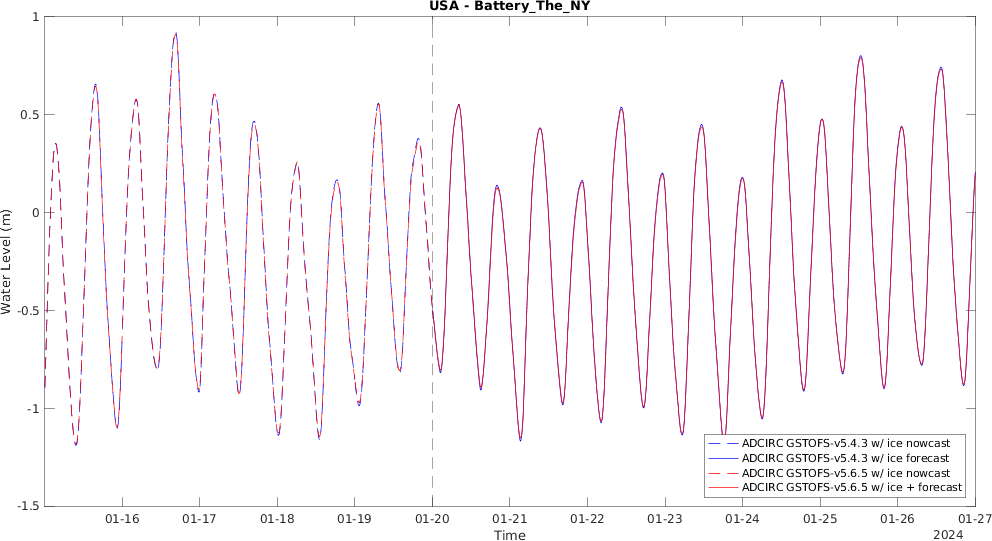 USA - Battery_The_NY
1
0.5
0
-0.5
-1
-1.5
Water Level (m)
ADCIRC GSTOFS-v5.4.3 w/ ice nowcast
ADCIRC GSTOFS-v5.4.3 w/ ice forecast
ADCIRC GSTOFS-v5.6.5 w/ ice nowcast
ADCIRC GSTOFS-v5.6.5 w/ ice + forecast
01-16 01-17 01-18 01-19 01-20 01-21 01-22 01-23 01-24 01-25 01-26 01-27
Time
2024